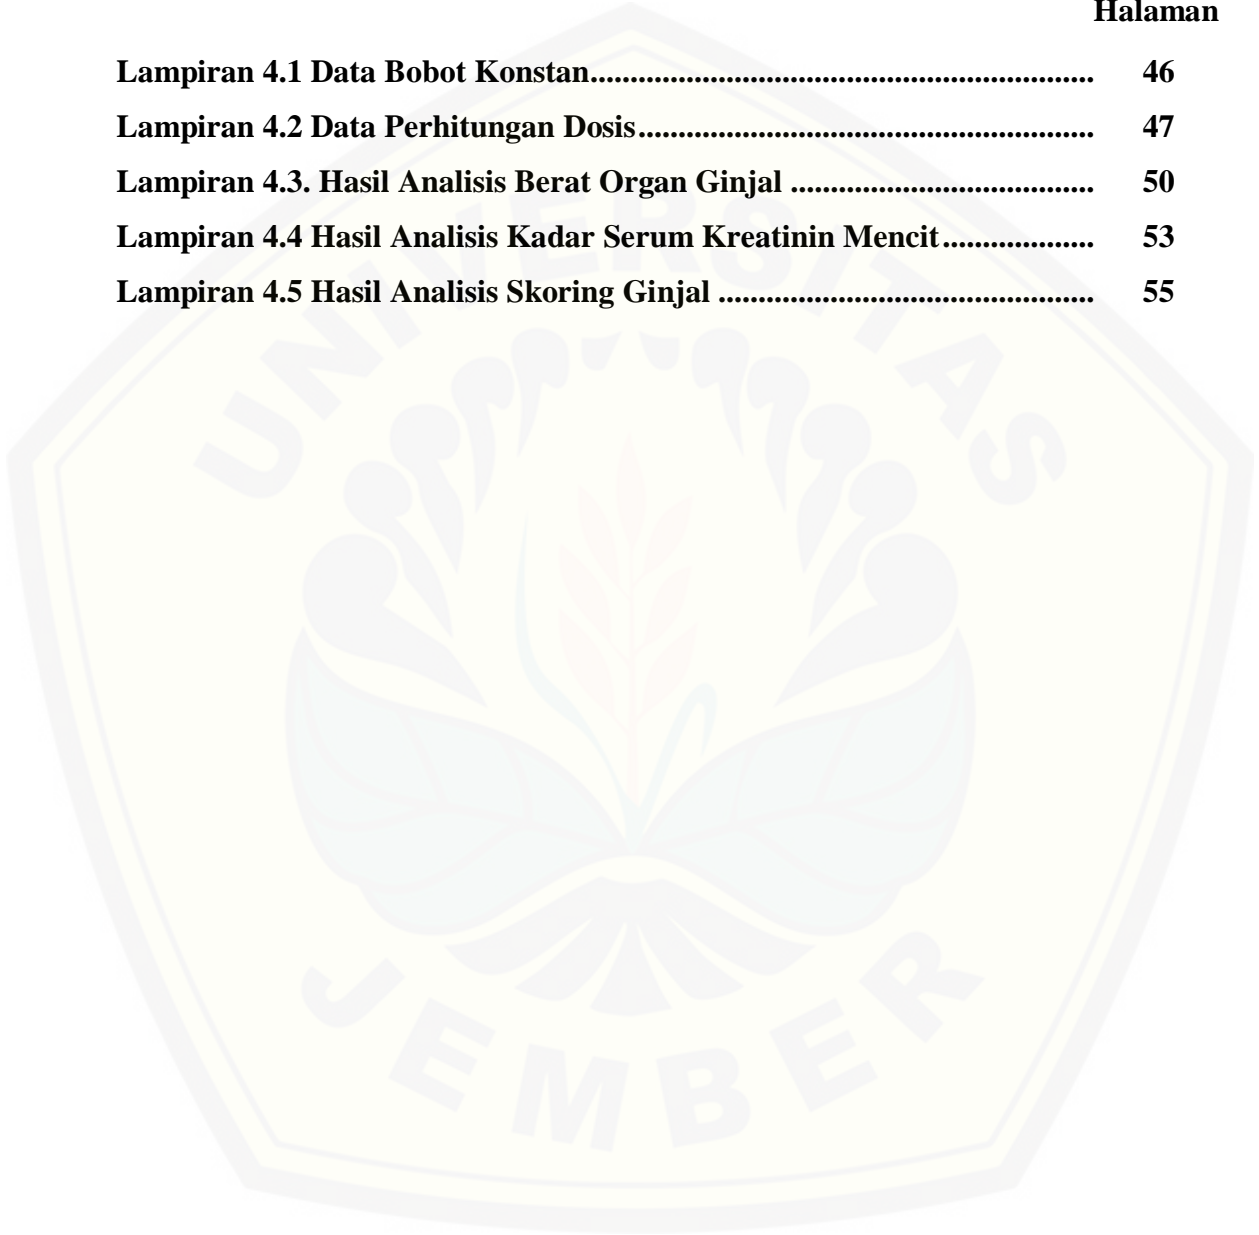 Halaman
Lampiran 4.1 Data Bobot Konstan............................................................... 46
Lampiran 4.2 Data Perhitungan Dosis......................................................... 47
Lampiran 4.3. Hasil Analisis Berat Organ Ginjal ...................................... 50
Lampiran 4.4 Hasil Analisis Kadar Serum Kreatinin Mencit................... 53
Lampiran 4.5 Hasil Analisis Skoring Ginjal ............................................... 55
UNIVERSITAS
JEMBER